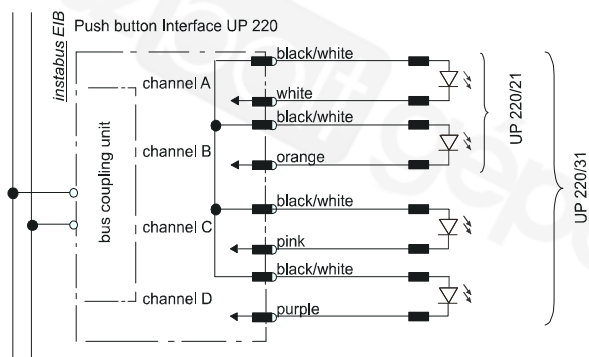 Push button Interface UP 220
instabus EIB
bus coupling unit
channel A
black/white
white
channel B
black/white
orange
channel C
black/white
pink
channel D
black/white
purple
UP 220/21
UP 220/31